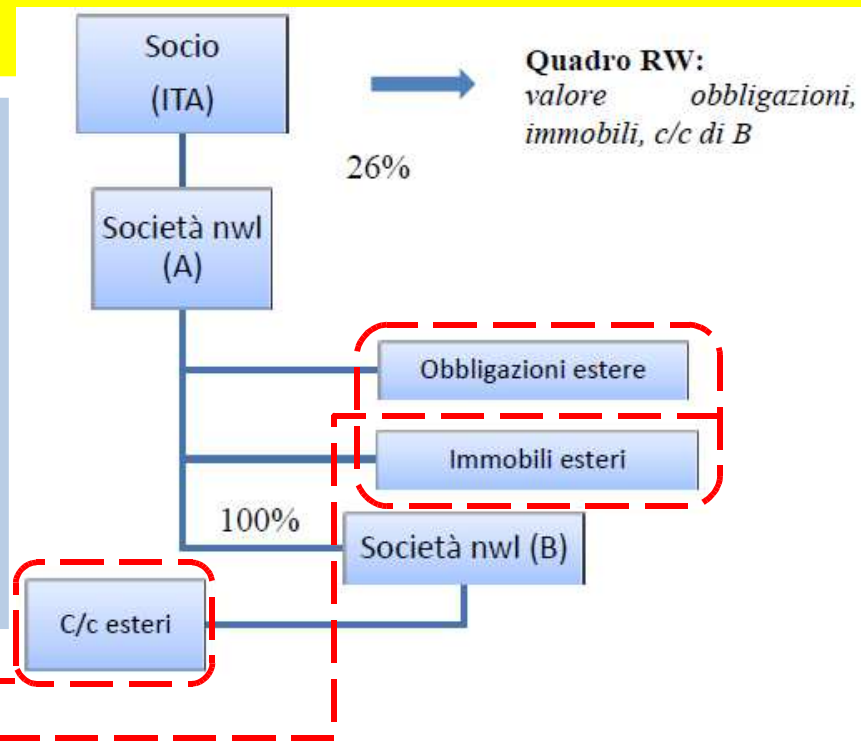 Socio
(ITA)
Quadro RW:
valore obbligazioni,
immobili, c/c di B
26%
Società nwl
(A)
Obbligazioni estere
Immobili esteri
100%
Società nwl (B)
C/c esteri